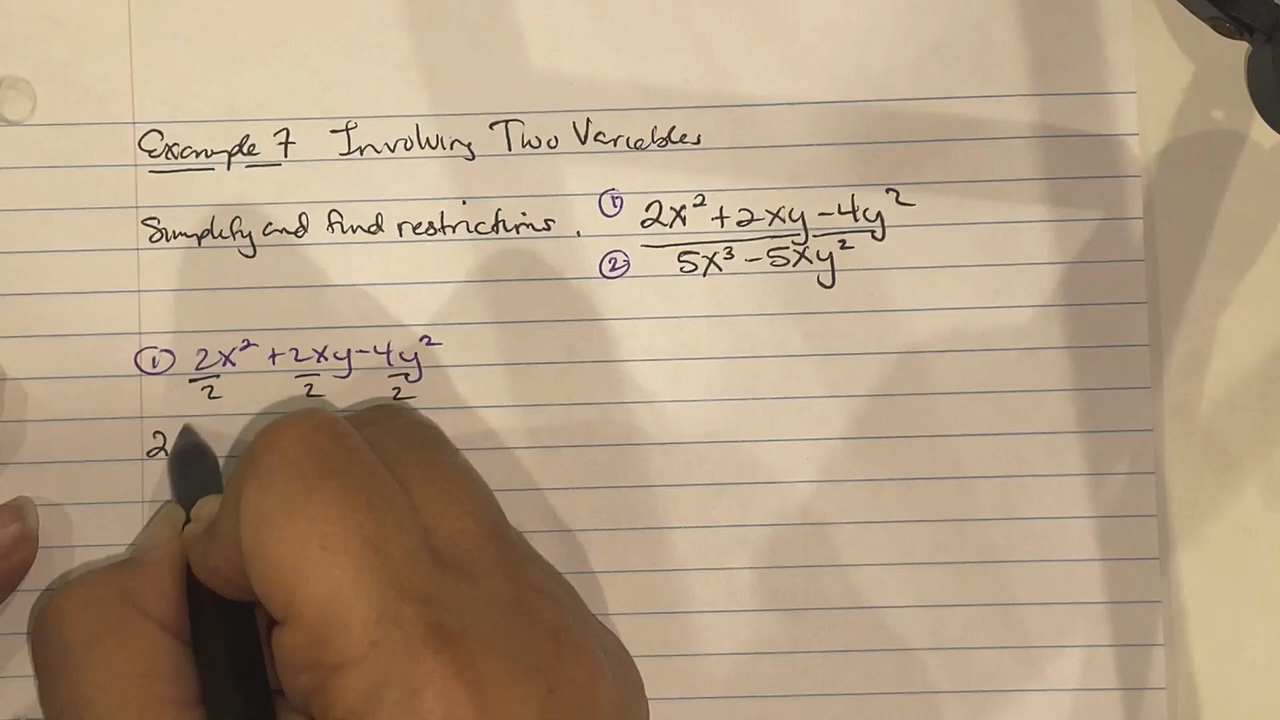 Example 7 Involving Two Variables
Simplify and find restrictions. ① 2x² + 2xy - 4y²
② 5x³ - 5xy²
① 2x² + 2xy - 4y²
2 2 2
2